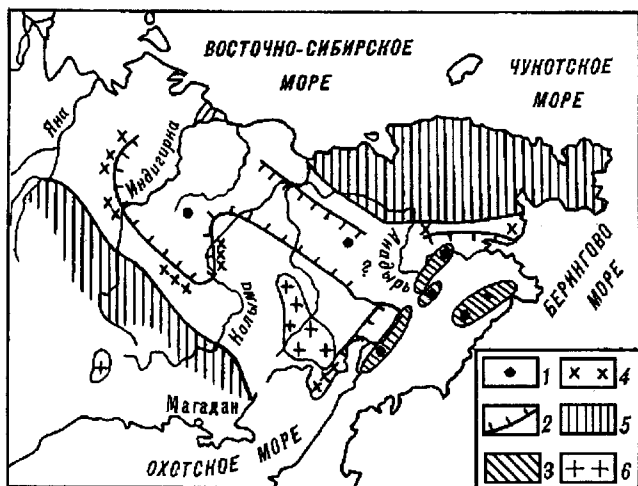 ВОСТОЧНО-СИБИРСКОЕ
МОРЕ
ЧУКОТСКОЕ
МОРЕ
Яна
Индигирка
Анадырь
?
БЕРИНГОВО
МОРЕ
Колыма
Магадан
ОХОТСКОЕ МОРЕ
1
4
2
5
3
6